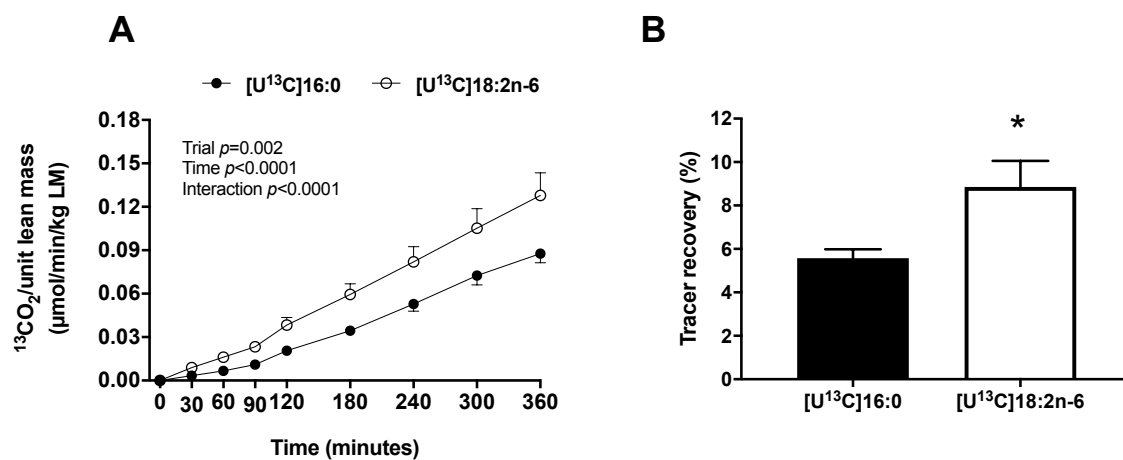 A
[U¹³C]16:0
[U¹³C]18:2n-6
0.18
0.15
0.12
0.09
0.06
0.03
0.00
Trial p=0.002
Time p<0.0001
Interaction p<0.0001
¹³CO₂/unit lean mass
(µmol/min/kg LM)
0 30 60 90 120 180 240 300 360
Time (minutes)
B
12
10
8
6
4
2
0
*
Tracer recovery (%)
[U¹³C]16:0
[U¹³C]18:2n-6